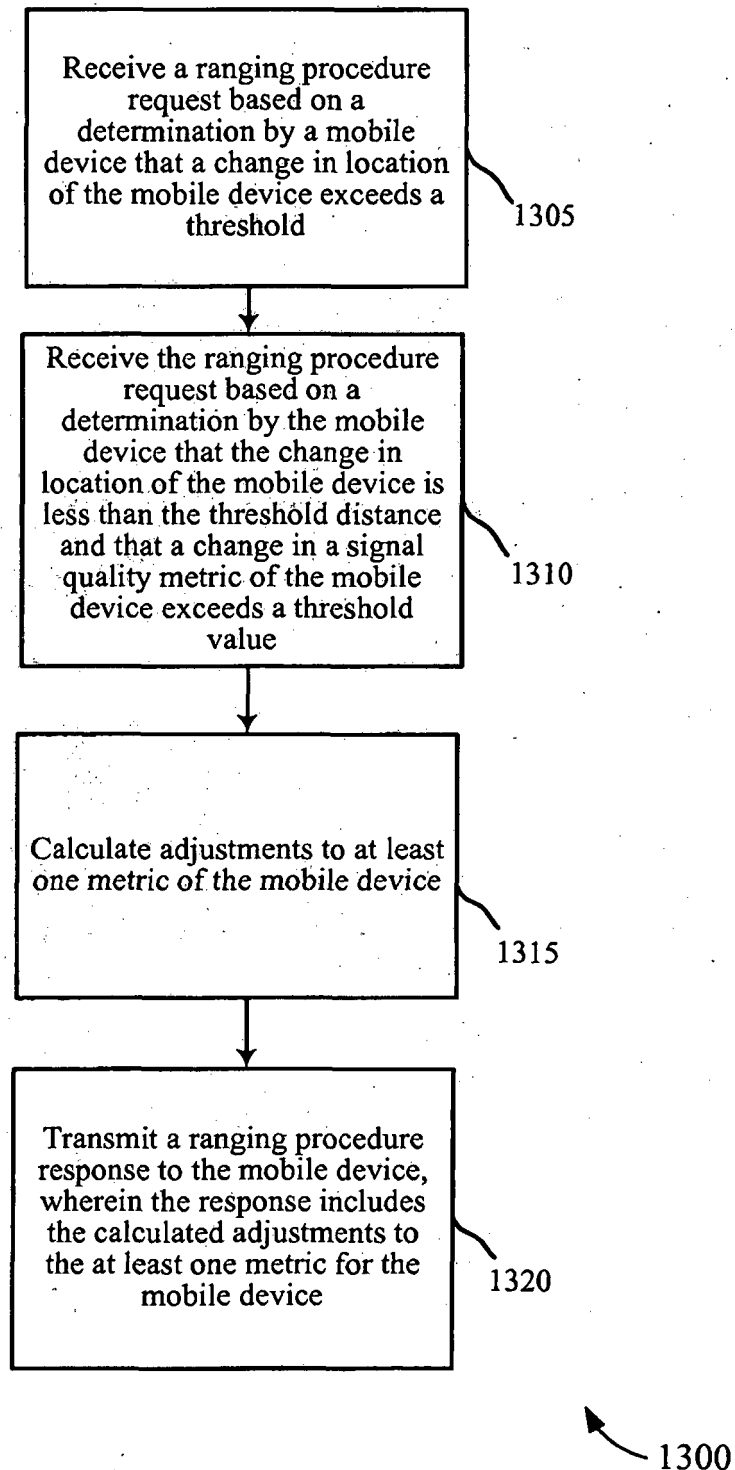 Receive a ranging procedure
request based on a
determination by a mobile
device that a change in location
of the mobile device exceeds a
threshold
1305
Receive the ranging procedure
request based on a
determination by the mobile
device that the change in
location of the mobile device is
less than the threshold distance
and that a change in a signal
quality metric of the mobile
device exceeds a threshold
value
1310
Calculate adjustments to at least
one metric of the mobile device
1315
Transmit a ranging procedure
response to the mobile device,
wherein the response includes
the calculated adjustments to
the at least one metric for the
mobile device
1320
1300